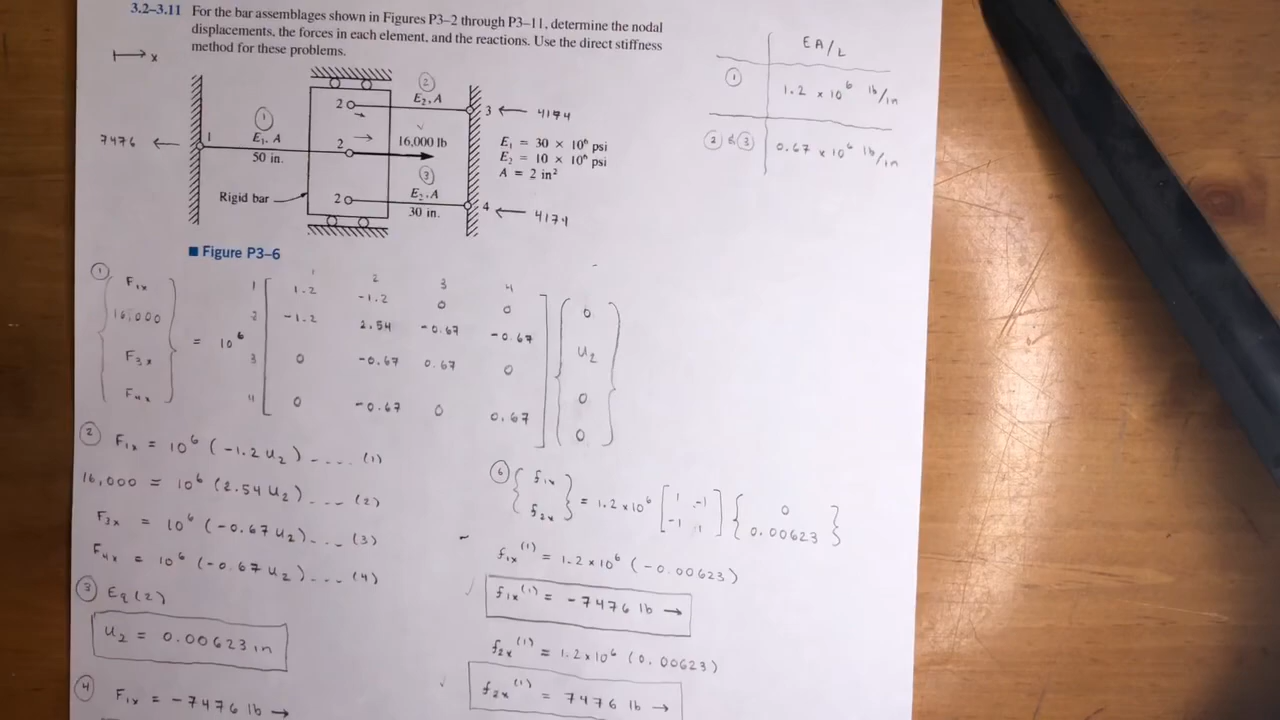 3.2–3.11 For the bar assemblages shown in Figures P3–2 through P3–11, determine the nodal
displacements, the forces in each element, and the reactions. Use the direct stiffness
method for these problems.
x
EA/L
① 1.2 x 10^6 lb/in
② & ③ 0.67 x 10^6 lb/in
②
2 E₂, A 3 ← 4174
①
7476 ← 1 E₁, A 2 16,000 lb
50 in.
E₁ = 30 × 10⁶ psi
E₂ = 10 × 10⁶ psi
A = 2 in²
③
Rigid bar 2 E₂, A 4 ← 4174
30 in.
■ Figure P3–6
①
1 2 3 4
F1x 1 1.2 -1.2 0 0 0
16,000 2 -1.2 2.54 -0.67 -0.67 u₂
= 10^6
F3x 3 0 -0.67 0.67 0 0
F4x 4 0 -0.67 0 0.67 0
② F1x = 10^6 (-1.2 u₂) ---- (1)
16,000 = 10^6 (2.54 u₂) --- (2)
F3x = 10^6 (-0.67 u₂)--- (3)
F4x = 10^6 (-0.67 u₂)--- (4)
③ Eq (2)
u₂ = 0.00623 in
④ F1x = -7476 lb →
⑥ { f1x f2x } = 1.2 x 10^6 [ 1 -1 -1 1 ] { 0 0.00623 }
f1x^(1) = 1.2 x 10^6 (-0.00623)
f1x^(1) = -7476 lb →
f2x^(1) = 1.2 x 10^6 (0.00623)
f2x^(1) = 7476 lb →